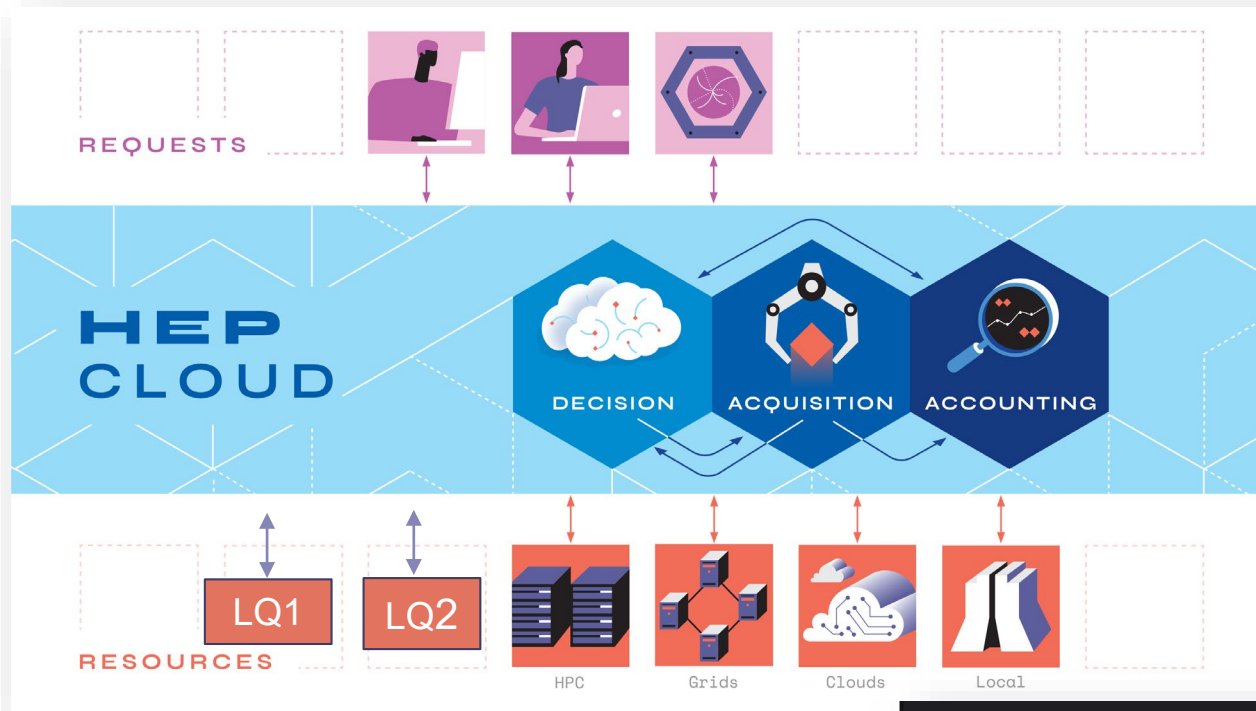 REQUESTS
HEP
CLOUD
DECISION
ACQUISITION
ACCOUNTING
LQ1
LQ2
RESOURCES
HPC
Grids
Clouds
Local